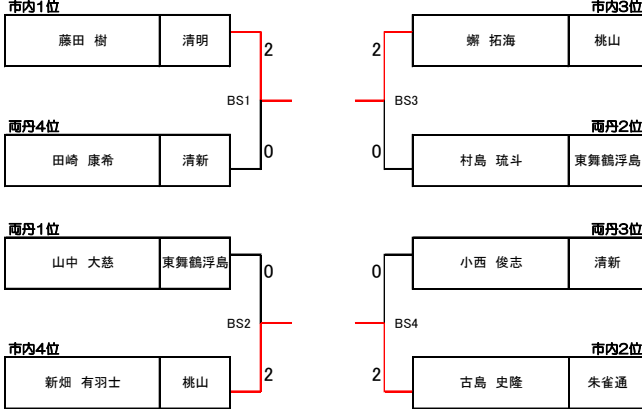 市内1位
藤田 樹 清明
2
BS1
両丹4位
0
田崎 康希 清新
両丹1位
山中 大慈 東舞鶴浮島
0
BS2
市内4位
2
新畑 有羽士 桃山
市内3位
2
蠏 拓海 桃山
BS3
両丹2位
0
村島 琉斗 東舞鶴浮島
両丹3位
0
小西 俊志 清新
BS4
市内2位
2
古島 史隆 朱雀通